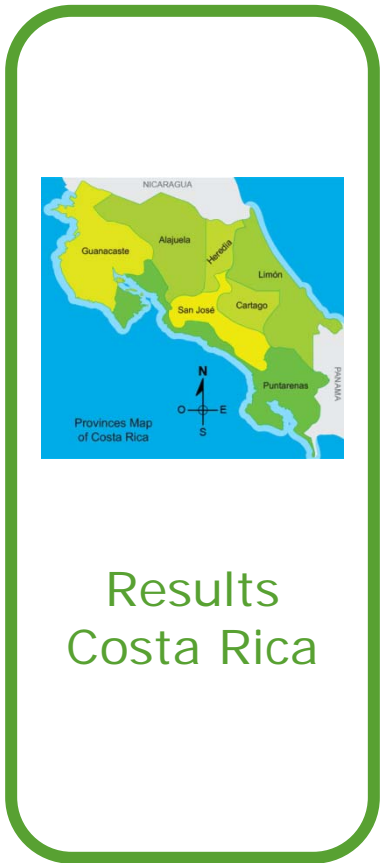 NICARAGUA
Alajuela
Heredia
Guanacaste
Limón
San José
Cartago
N
PANAMA
Puntarenas
O
E
S
Provinces Map
of Costa Rica
Results
Costa Rica